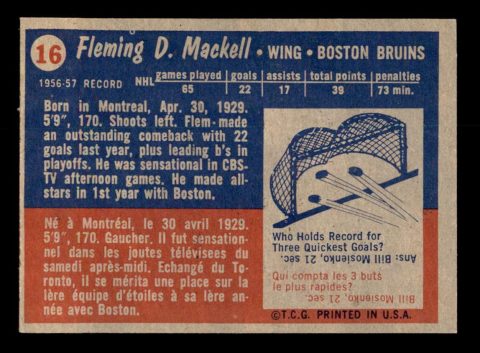 16 Fleming D. Mackell • WING • BOSTON BRUINS
1956-57 RECORD
games played goals assists total points penalties
NHL 65 22 17 39 73 min.
Born in Montreal, Apr. 30, 1929.
5'9", 170. Shoots left. Flem-made
an outstanding comeback with 22
goals last year, plus leading b's in
playoffs. He was sensational in CBS-
TV afternoon games. He made all-
stars in 1st year with Boston.
Né à Montréal, le 30 avril 1929.
5'9", 170. Gaucher. Il fut sensation-
nel dans les joutes télévisées du
samedi après-midi. Echangé du To-
ronto, il se mérita une place sur la
1ère équipe d'étoiles à sa 1ère an-
née avec Boston.
Who Holds Record for
Three Quickest Goals?
Ans: Bill Mosienko, 21 sec.
Qui compta les 3 buts
le plus rapides?
Bill Mosienko, 21 sec.
©T.C.G. PRINTED IN U.S.A.